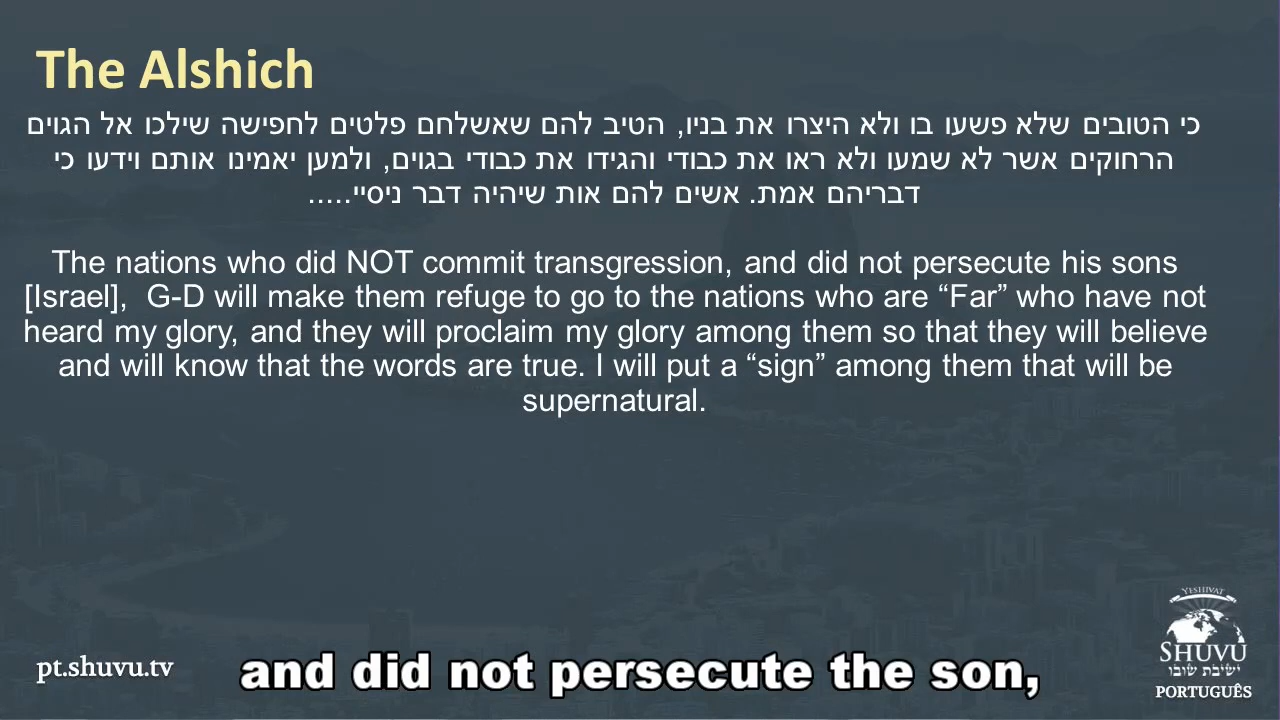 The Alshich
כי הטובים שלא פשעו בו ולא היצרו את בניו, הטיב להם שאשלחם פלטים לחפישה שילכו אל הגוים
הרחוקים אשר לא שמעו ולא ראו את כבודי והגידו את כבודי בגוים, ולמען יאמינו אותם וידעו כי
דבריהם אמת. אשים להם אות שיהיה דבר ניסיי.....
The nations who did NOT commit transgression, and did not persecute his sons
[Israel], G-D will make them refuge to go to the nations who are “Far” who have not
heard my glory, and they will proclaim my glory among them so that they will believe
and will know that the words are true. I will put a “sign” among them that will be
supernatural.
and did not persecute the son,
pt.shuvu.tv
YESHIVAT
SHUVU
ישיבת שובו
PORTUGUÊS